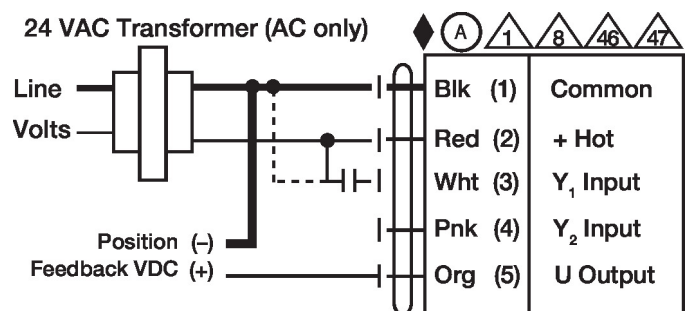 24 VAC Transformer (AC only)
A 1 8 46 47
Line
Volts
Blk (1) Common
Red (2) + Hot
Wht (3) Y₁ Input
Pnk (4) Y₂ Input
Org (5) U Output
Position (–)
Feedback VDC (+)